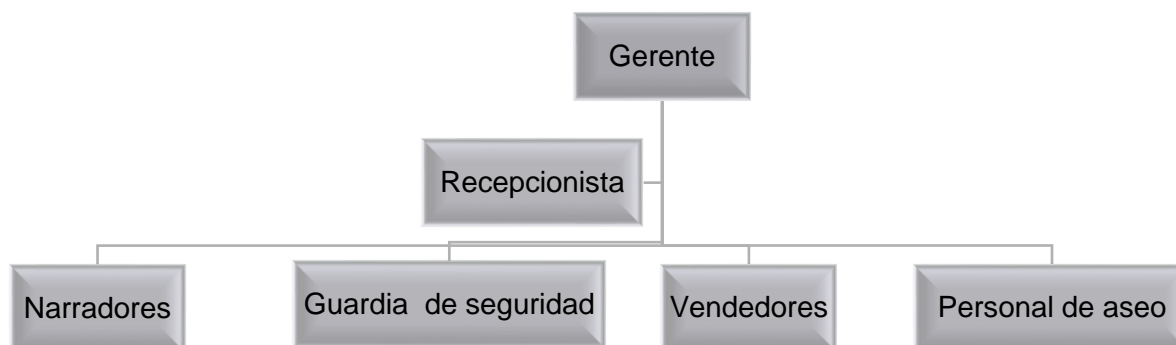 Gerente
Recepcionista
Narradores
Guardia  de seguridad
Vendedores
Personal de aseo